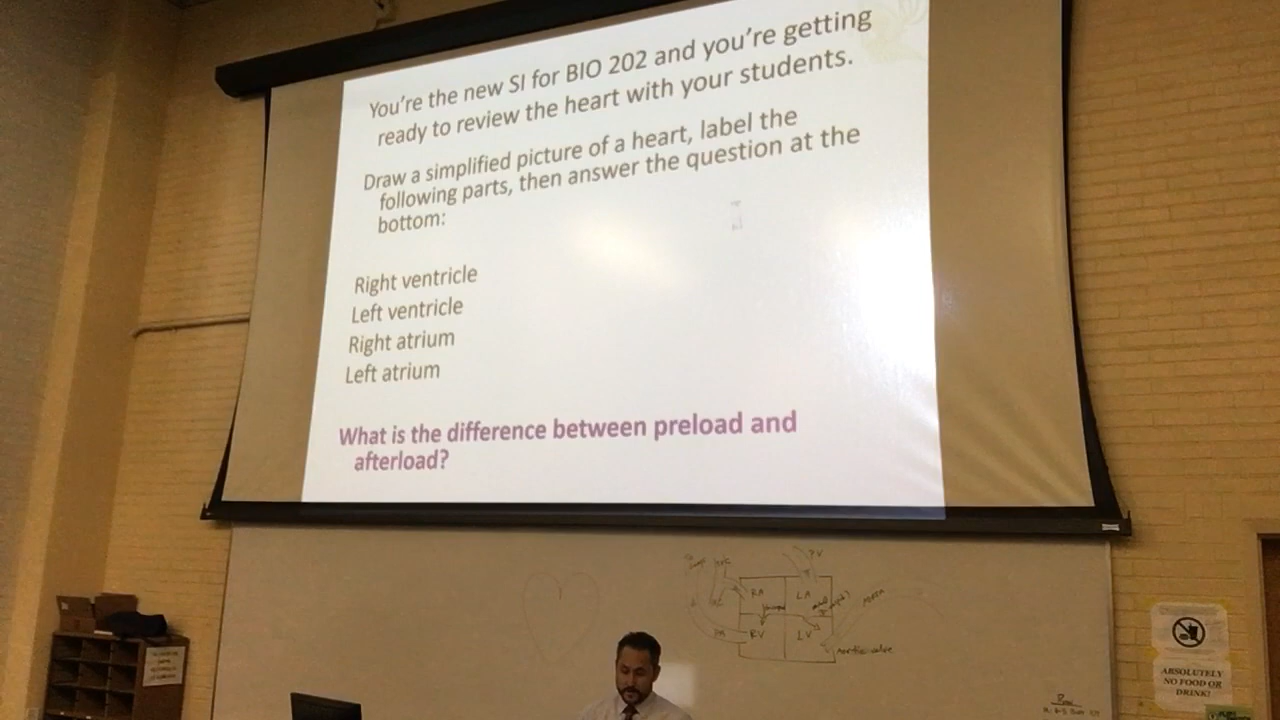 You're the new SI for BIO 202 and you're getting
ready to review the heart with your students.
Draw a simplified picture of a heart, label the
following parts, then answer the question at the
bottom:
Right ventricle
Left ventricle
Right atrium
Left atrium
What is the difference between preload and
afterload?
PV
RA
LA
Aorta
PA
RV
LV
Aortic valve
ABSOLUTELY
NO FOOD OR
DRINK!